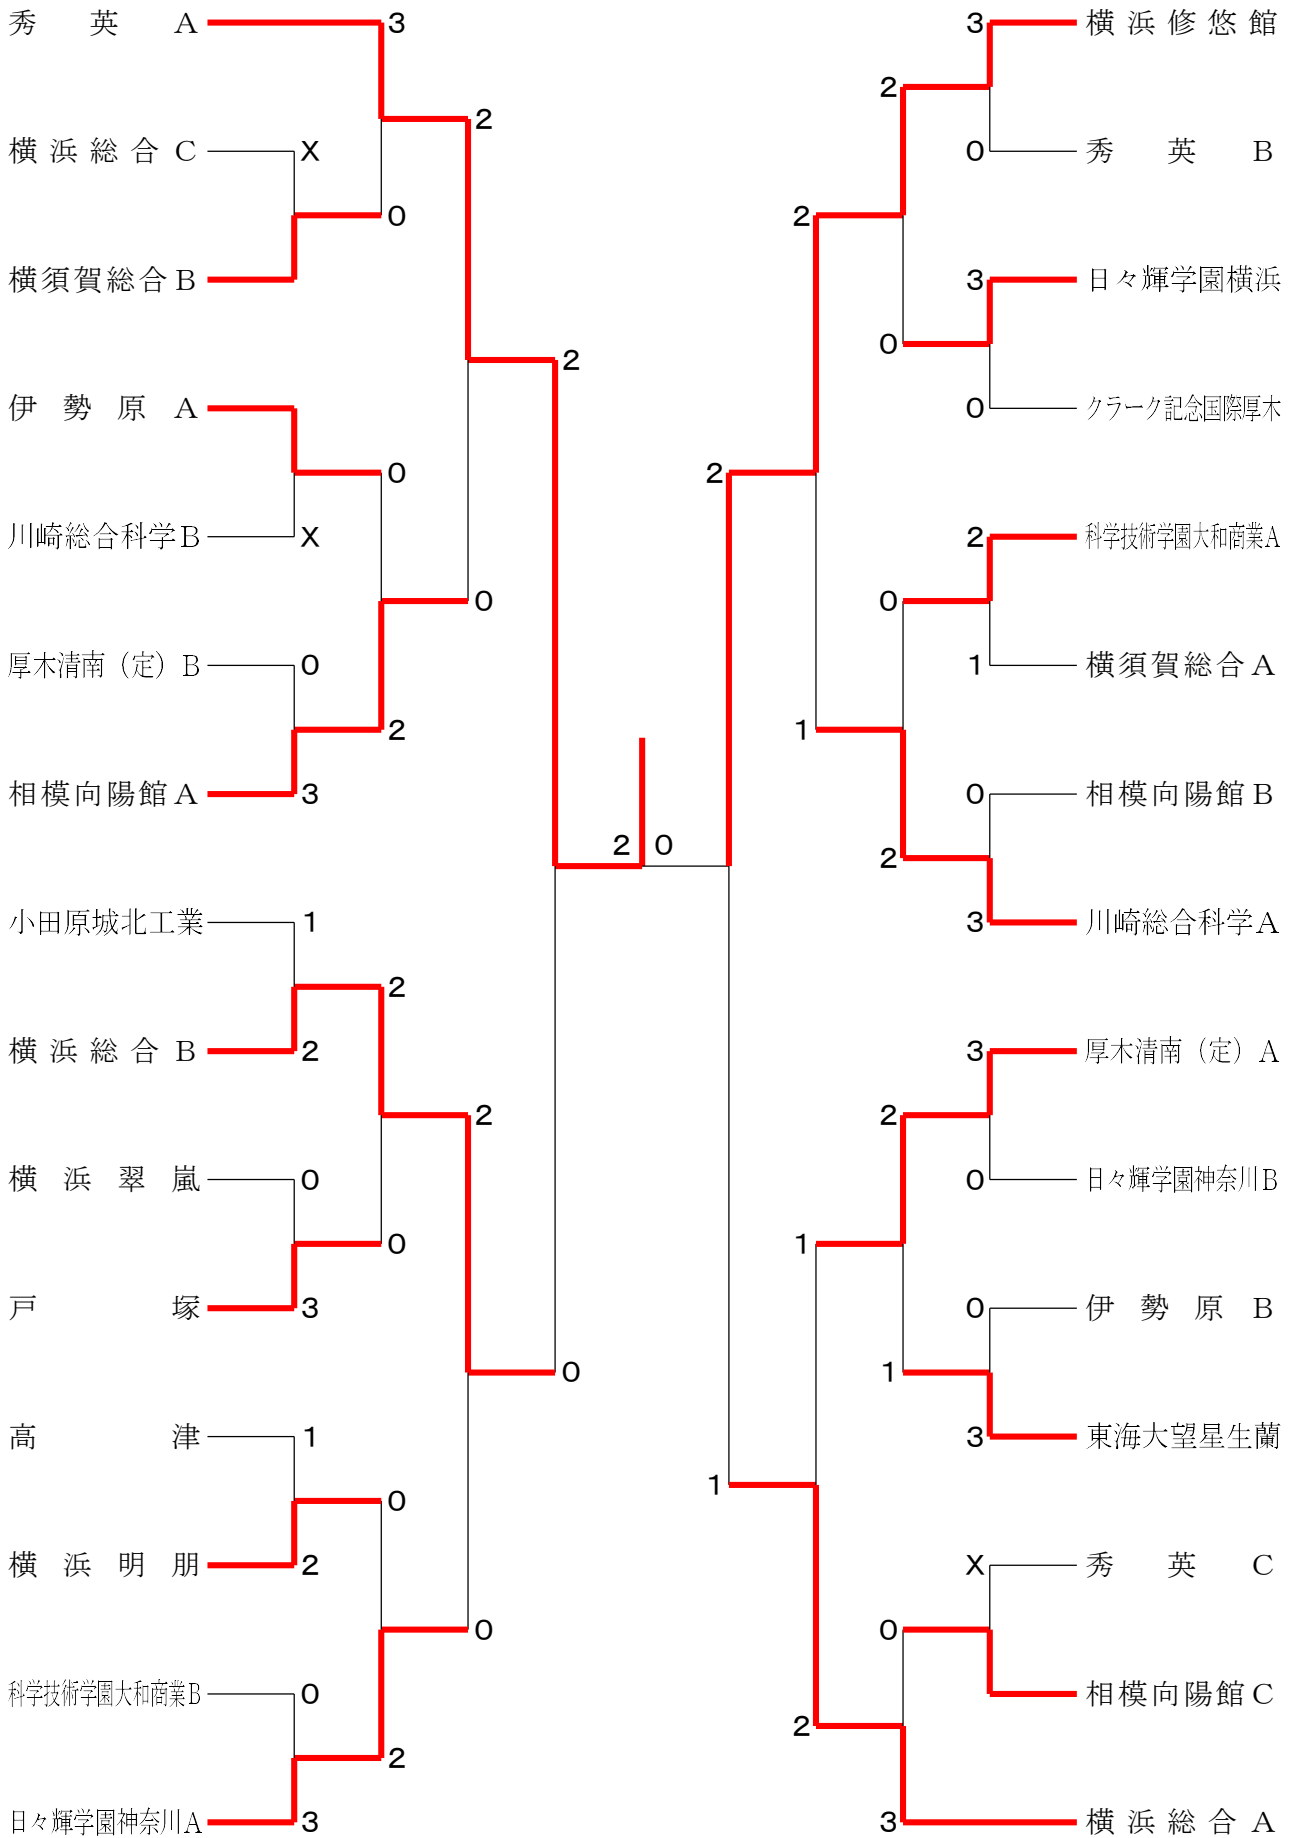 秀英A 3 3 横浜修悠館
2
2
横浜総合C X 0 秀英B
0 2
横須賀総合B 3 日々輝学園横浜
0
2
伊勢原A 0 クラーク記念国際厚木
0 2
川崎総合科学B X 2 科学技術学園大和商業A
0 0
厚木清南（定）B 0 1 横須賀総合A
2 1
相模向陽館A 3 0 相模向陽館B
2 0
2
小田原城北工業 1 3 川崎総合科学A
2
横浜総合B 2 3 厚木清南（定）A
2 2
横浜翠嵐 0 0 日々輝学園神奈川B
0 1
戸塚 3 0 伊勢原B
0 1
高津 1 3 東海大望星生蘭
1
0
横浜明朋 2 X 秀英C
0 0
科学技術学園大和商業B 0 相模向陽館C
2
2
日々輝学園神奈川A 3 3 横浜総合A